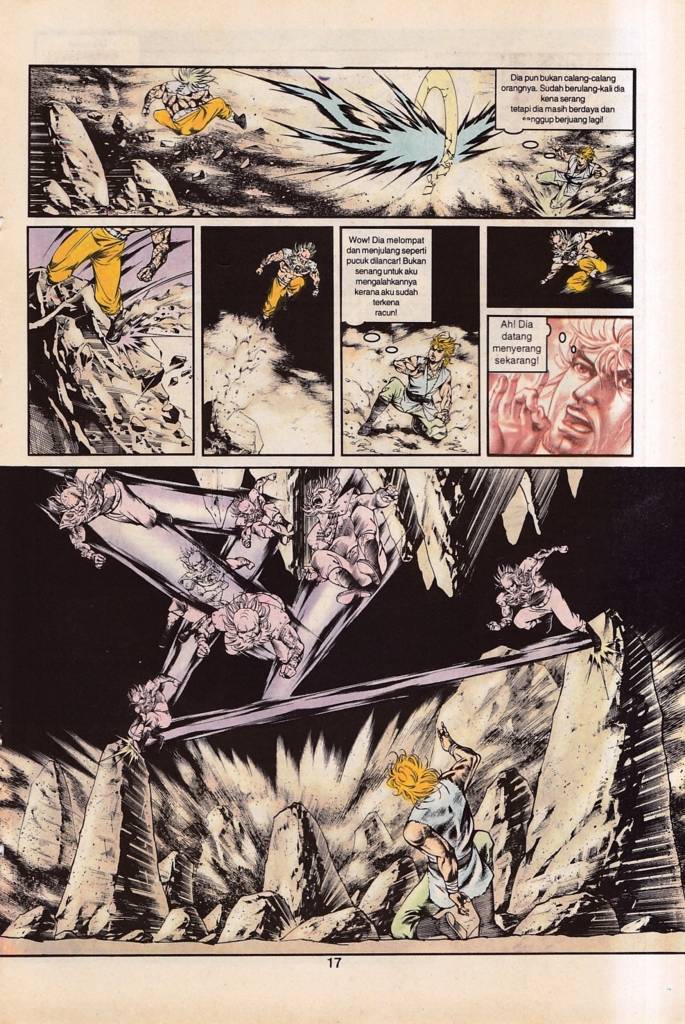 Dia pun bukan calang-calang
orangnya. Sudah berulang-kali dia
kena serang
tetapi dia masih berdaya dan
sanggup berjuang lagi!
Wow! Dia melompat
dan menjulang seperti
pucuk dilancar! Bukan
senang untuk aku
mengalahkannya
kerana aku sudah
terkena
racun!
Ah! Dia
datang
menyerang
sekarang!
17